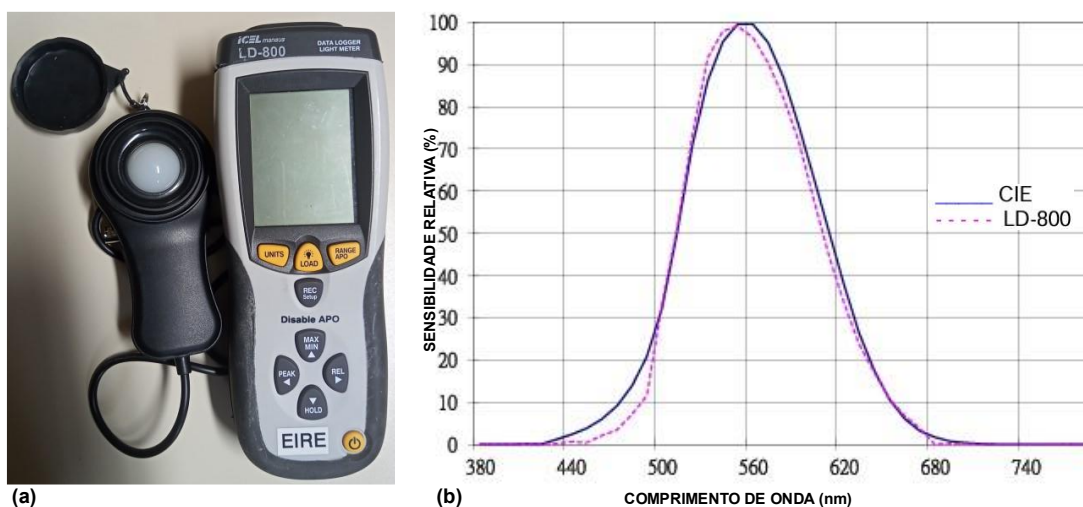 iCEL manaus
LD-800
DATA LOGGER
LIGHT METER
UNITS
LOAD
RANGE
APO
REC
Setup
Disable APO
MAX
MIN
PEAK
REL
HOLD
EIRE
(a)
SENSIBILIDADE RELATIVA (%)
100
90
80
70
60
50
40
30
20
10
0
380
440
500
560
620
680
740
CIE
LD-800
(b)
COMPRIMENTO DE ONDA (nm)